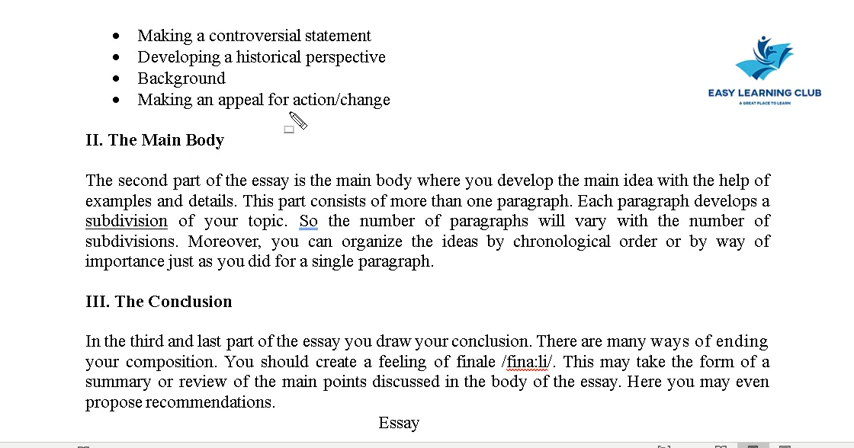 • Making a controversial statement
• Developing a historical perspective
• Background
• Making an appeal for action/change
EASY LEARNING CLUB
A GREAT PLACE TO LEARN
II. The Main Body
The second part of the essay is the main body where you develop the main idea with the help of
examples and details. This part consists of more than one paragraph. Each paragraph develops a
subdivision of your topic. So the number of paragraphs will vary with the number of
subdivisions. Moreover, you can organize the ideas by chronological order or by way of
importance just as you did for a single paragraph.
III. The Conclusion
In the third and last part of the essay you draw your conclusion. There are many ways of ending
your composition. You should create a feeling of finale /fina:li/. This may take the form of a
summary or review of the main points discussed in the body of the essay. Here you may even
propose recommendations.
Essay